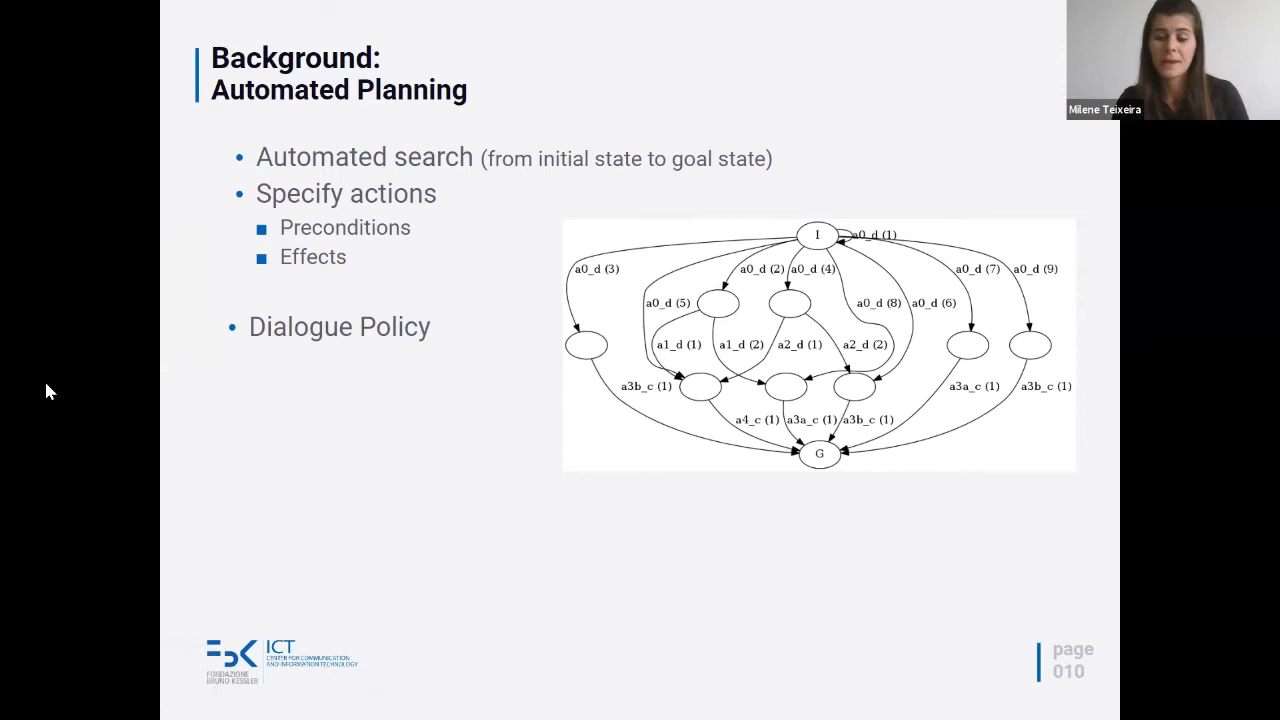 Background:
Automated Planning
Milene Teixeira
• Automated search (from initial state to goal state)
• Specify actions
■ Preconditions
■ Effects
• Dialogue Policy
I
a0_d (1)
a0_d (3)
a0_d (2)
a0_d (4)
a0_d (7)
a0_d (9)
a0_d (5)
a0_d (8)
a0_d (6)
a1_d (1)
a1_d (2)
a2_d (1)
a2_d (2)
a3b_c (1)
a3a_c (1)
a3b_c (1)
a4_c (1)
a3a_c (1)
a3b_c (1)
G
FBK
FONDAZIONE
BRUNO KESSLER
ICT
CENTER FOR COMMUNICATION
AND INFORMATION TECHNOLOGY
page
010